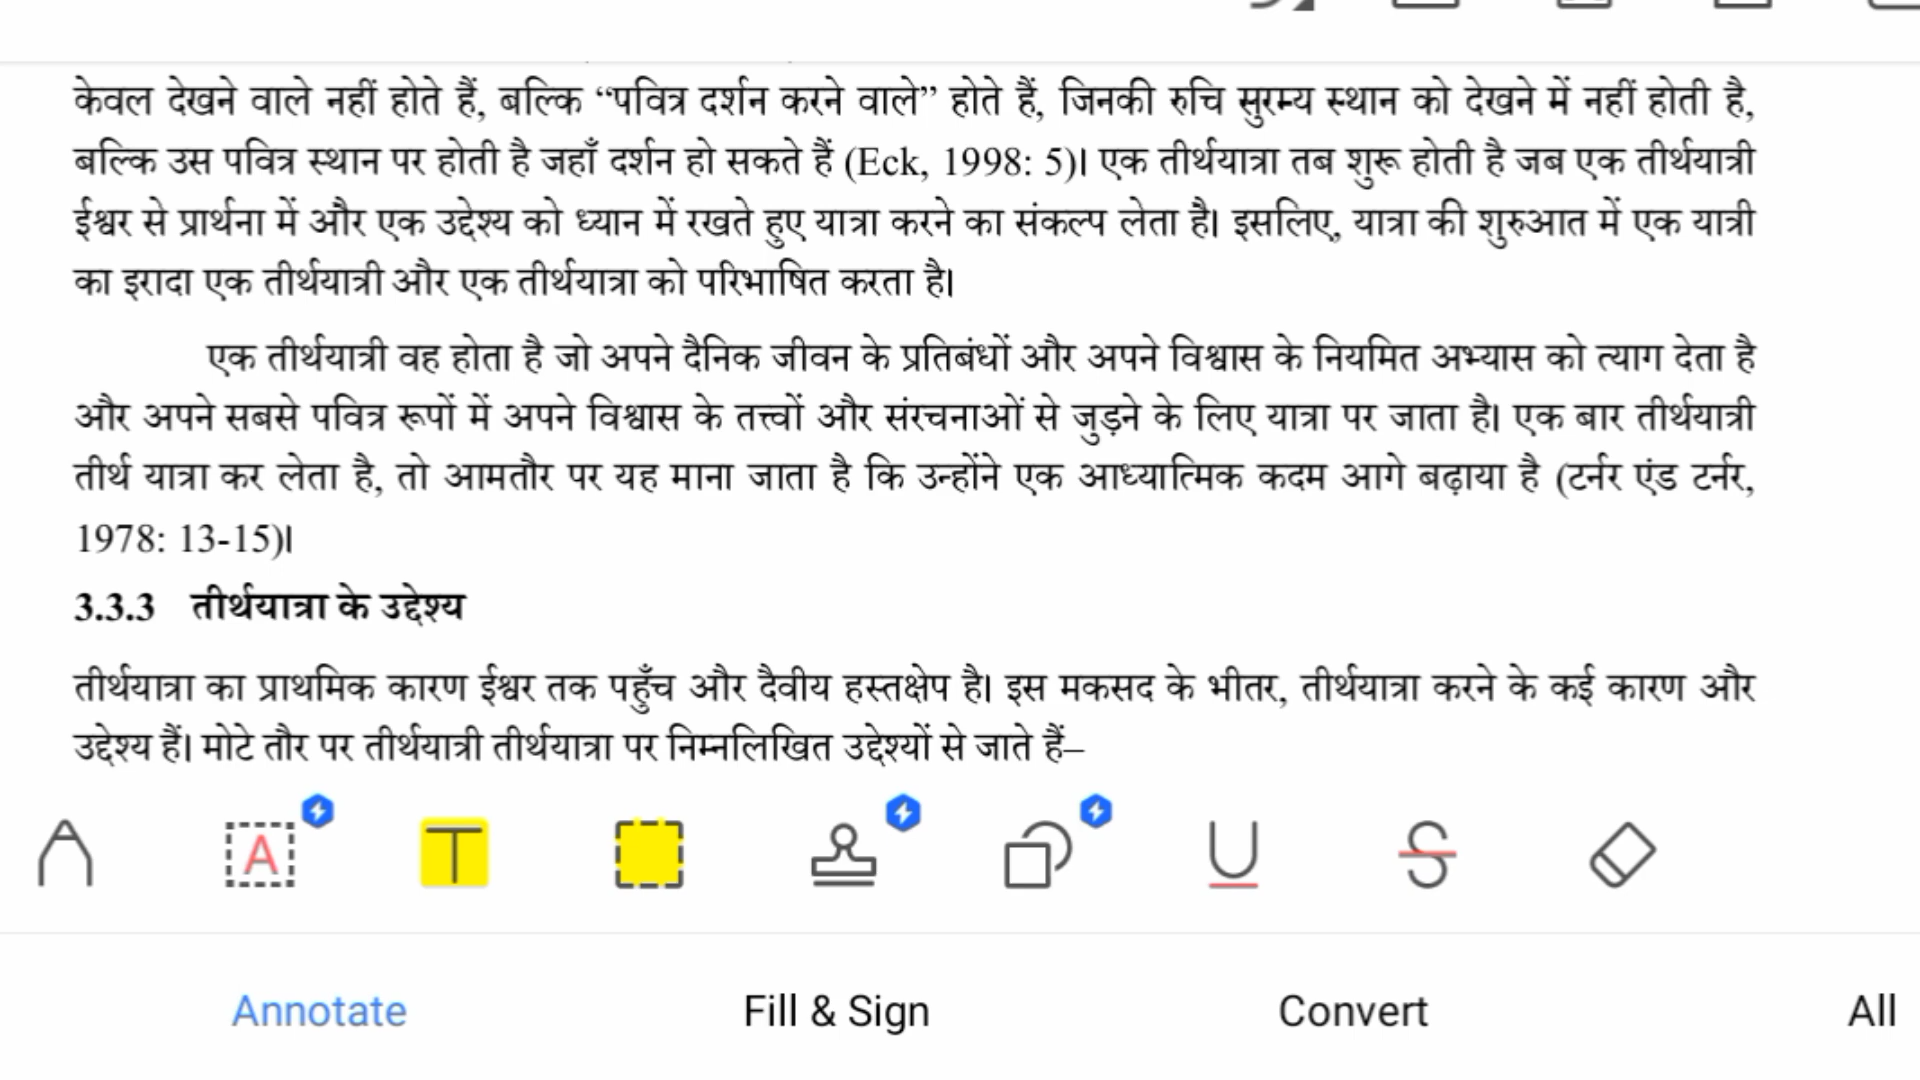 केवल देखने वाले नहीं होते हैं, बल्कि “पवित्र दर्शन करने वाले” होते हैं, जिनकी रुचि सुरम्य स्थान को देखने में नहीं होती है,
बल्कि उस पवित्र स्थान पर होती है जहाँ दर्शन हो सकते हैं (Eck, 1998: 5)। एक तीर्थयात्रा तब शुरू होती है जब एक तीर्थयात्री
ईश्वर से प्रार्थना में और एक उद्देश्य को ध्यान में रखते हुए यात्रा करने का संकल्प लेता है। इसलिए, यात्रा की शुरुआत में एक यात्री
का इरादा एक तीर्थयात्री और एक तीर्थयात्रा को परिभाषित करता है।
एक तीर्थयात्री वह होता है जो अपने दैनिक जीवन के प्रतिबंधों और अपने विश्वास के नियमित अभ्यास को त्याग देता है
और अपने सबसे पवित्र रूपों में अपने विश्वास के तत्त्वों और संरचनाओं से जुड़ने के लिए यात्रा पर जाता है। एक बार तीर्थयात्री
तीर्थ यात्रा कर लेता है, तो आमतौर पर यह माना जाता है कि उन्होंने एक आध्यात्मिक कदम आगे बढ़ाया है (टर्नर एंड टर्नर,
1978: 13-15)।
3.3.3 तीर्थयात्रा के उद्देश्य
तीर्थयात्रा का प्राथमिक कारण ईश्वर तक पहुँच और दैवीय हस्तक्षेप है। इस मकसद के भीतर, तीर्थयात्रा करने के कई कारण और
उद्देश्य हैं। मोटे तौर पर तीर्थयात्री तीर्थयात्रा पर निम्नलिखित उद्देश्यों से जाते हैं–
A T U S
Annotate Fill & Sign Convert All